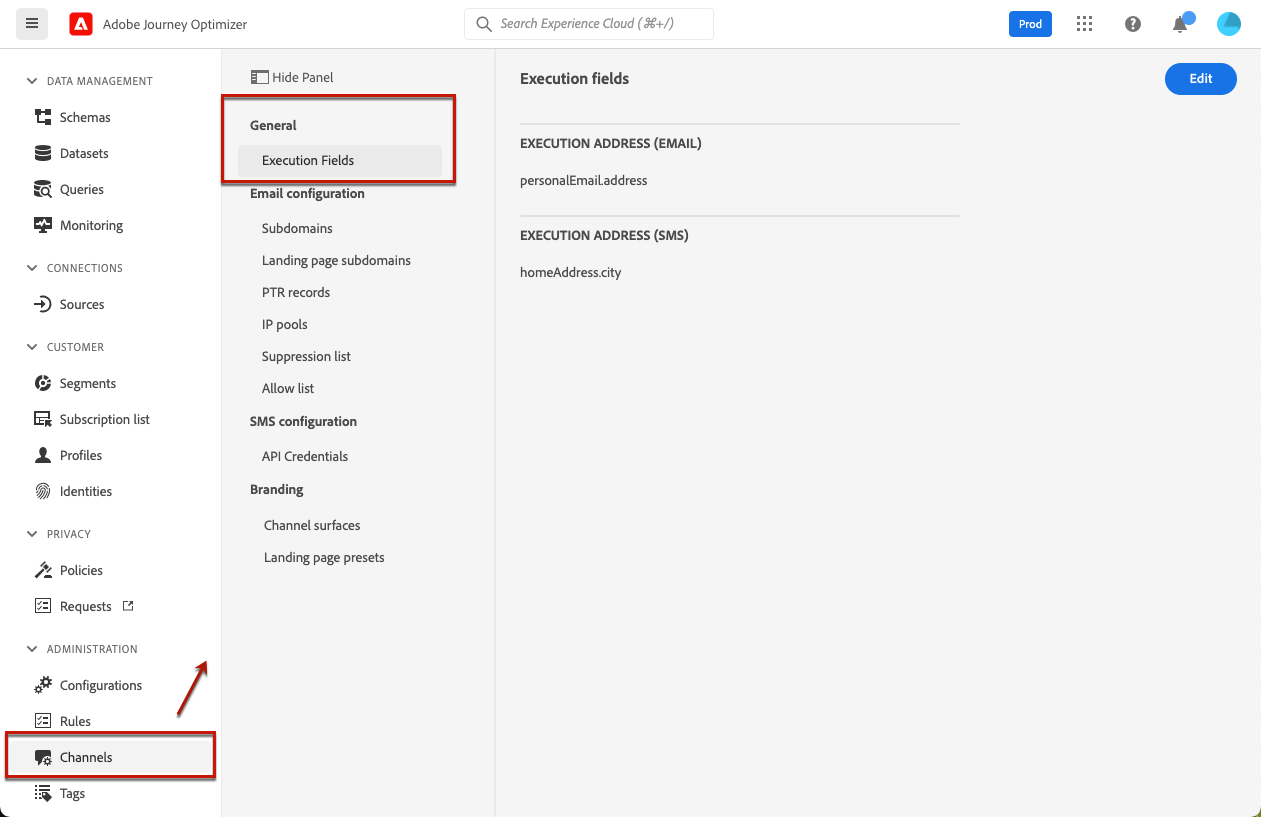 Adobe Journey Optimizer
Search Experience Cloud (⌘+/)
Prod
DATA MANAGEMENT
Schemas
Datasets
Queries
Monitoring
CONNECTIONS
Sources
CUSTOMER
Segments
Subscription list
Profiles
Identities
PRIVACY
Policies
Requests
ADMINISTRATION
Configurations
Rules
Channels
Tags
Hide Panel
General
Execution Fields
Email configuration
Subdomains
Landing page subdomains
PTR records
IP pools
Suppression list
Allow list
SMS configuration
API Credentials
Branding
Channel surfaces
Landing page presets
Execution fields
Edit
EXECUTION ADDRESS (EMAIL)
personalEmail.address
EXECUTION ADDRESS (SMS)
homeAddress.city